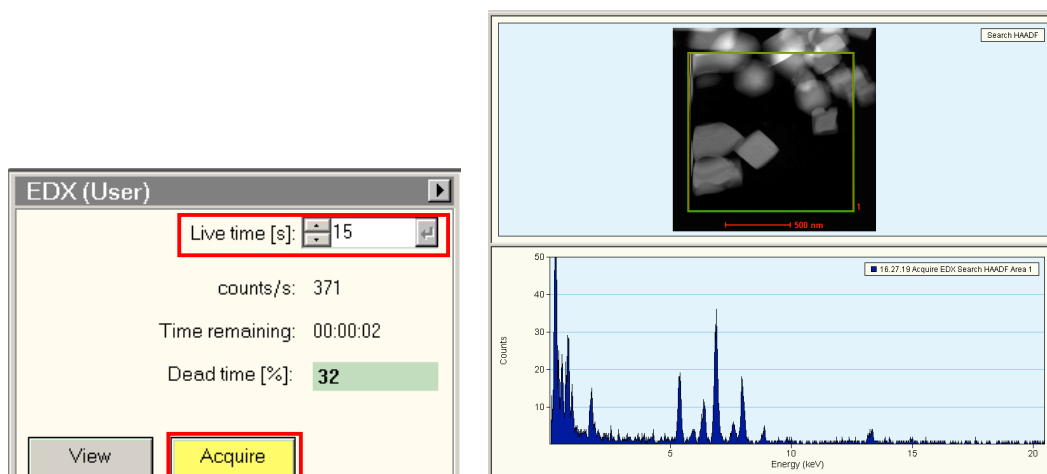 EDX (User)
Live time [s]: 15
counts/s: 371
Time remaining: 00:00:02
Dead time [%]: 32
View Acquire
Search HAADF
1
500 nm
16.27.19 Acquire EDX Search HAADF Area 1
50
40
30
20
10
Counts
5 10 15 20
Energy (keV)